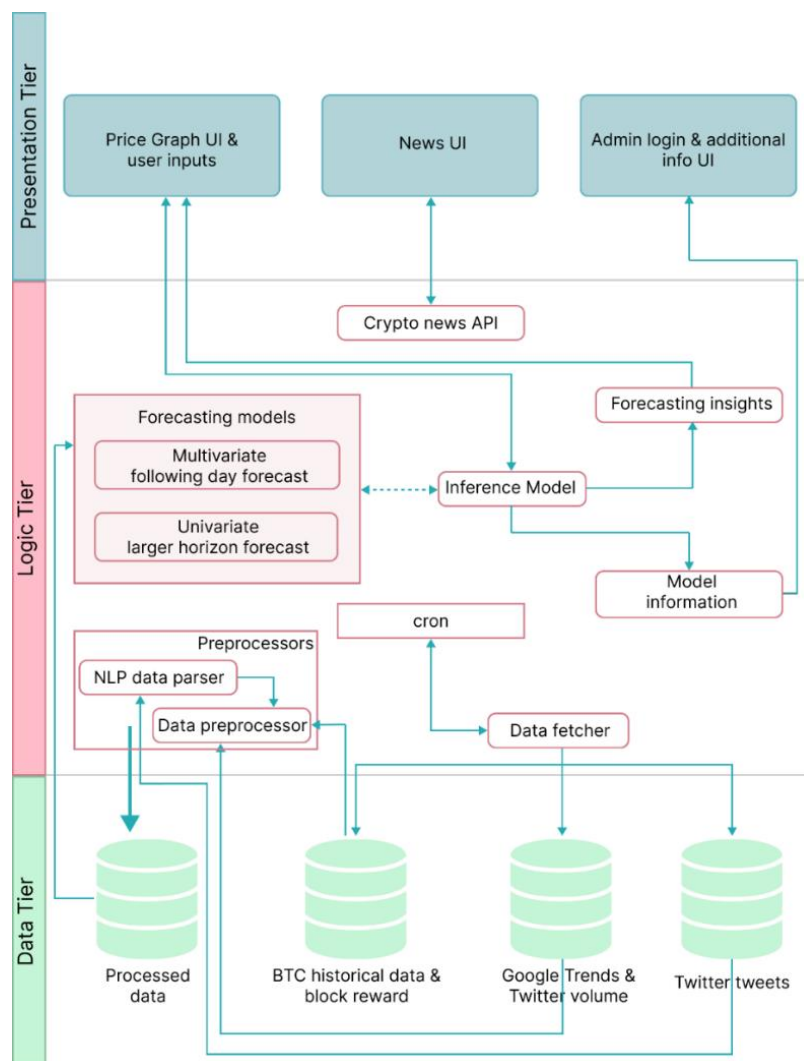 Presentation Tier
Price Graph UI &
user inputs
News UI
Admin login & additional
info UI
Logic Tier
Crypto news API
Forecasting models
Multivariate
following day forecast
Univariate
larger horizon forecast
Inference Model
Forecasting insights
Model
information
cron
Preprocessors
NLP data parser
Data preprocessor
Data fetcher
Data Tier
Processed
data
BTC historical data &
block reward
Google Trends &
Twitter volume
Twitter tweets